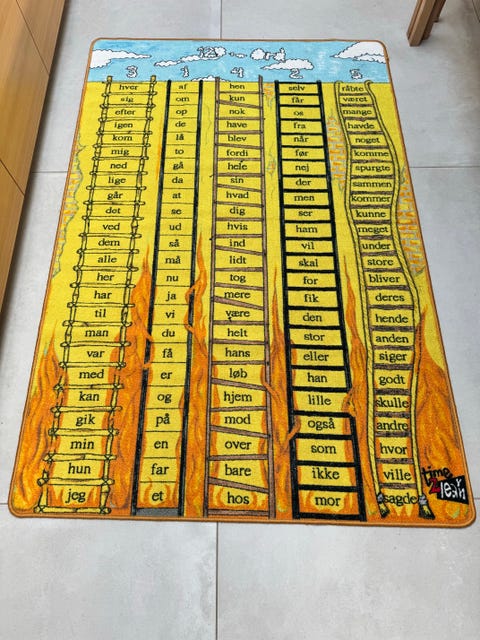 120 - Ord
3
hver
sig
efter
igen
kom
mig
ned
lige
går
det
ved
dem
alle
her
har
til
man
var
med
kan
gik
min
hun
jeg
1
af
om
op
de
lå
to
gå
da
at
se
ud
så
må
nu
ja
vi
du
få
er
og
på
en
far
et
4
hen
kun
nok
have
blev
fordi
hele
sin
hvad
dig
hvis
ind
lidt
tog
mere
være
helt
hans
løb
hjem
mod
over
bare
hos
2
selv
får
os
fra
når
før
nej
der
men
ser
ham
vil
skal
for
fik
den
stor
eller
han
lille
også
som
ikke
mor
5
råbte
været
mange
havde
noget
komme
spurgte
sammen
kommer
kunne
meget
under
store
bliver
deres
hende
anden
siger
godt
skulle
andre
hvor
ville
sagde
time
2 learn